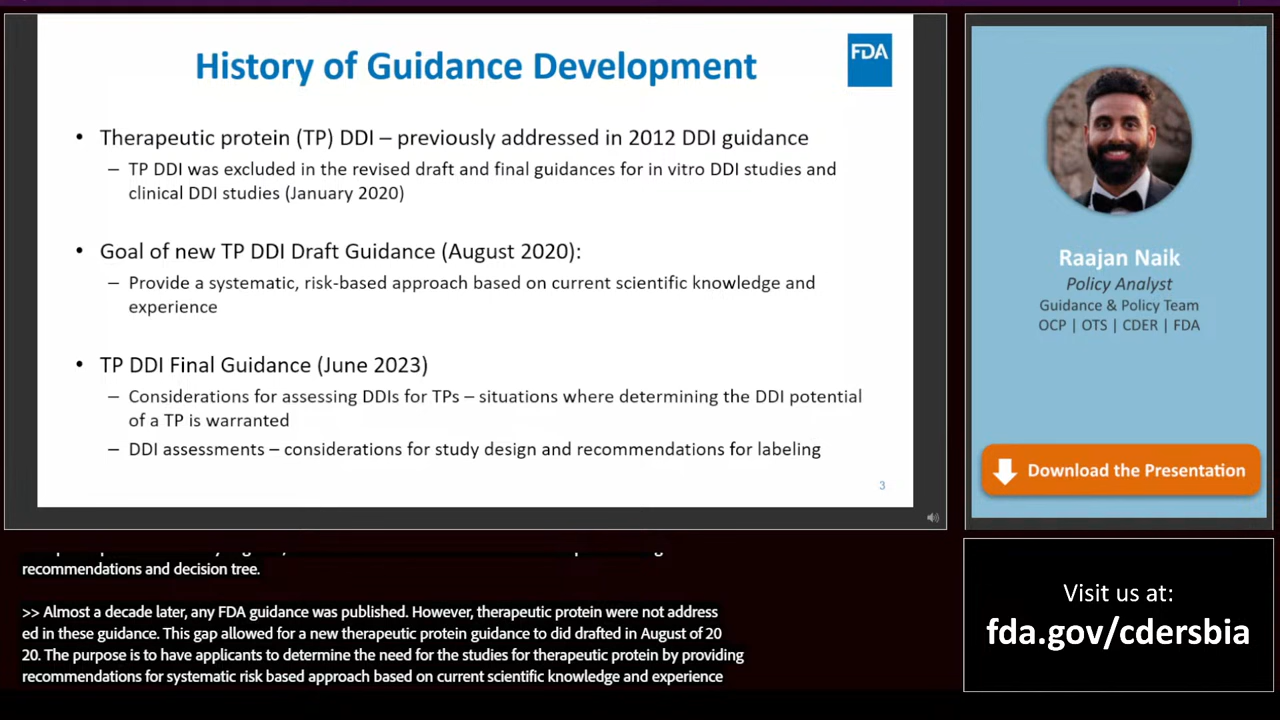 History of Guidance Development
FDA
• Therapeutic protein (TP) DDI – previously addressed in 2012 DDI guidance
– TP DDI was excluded in the revised draft and final guidances for in vitro DDI studies and
clinical DDI studies (January 2020)
• Goal of new TP DDI Draft Guidance (August 2020):
– Provide a systematic, risk-based approach based on current scientific knowledge and
experience
• TP DDI Final Guidance (June 2023)
– Considerations for assessing DDIs for TPs – situations where determining the DDI potential
of a TP is warranted
– DDI assessments – considerations for study design and recommendations for labeling
3
Raajan Naik
Policy Analyst
Guidance & Policy Team
OCP | OTS | CDER | FDA
Download the Presentation
recommendations and decision tree.
>> Almost a decade later, any FDA guidance was published. However, therapeutic protein were not address
ed in these guidance. This gap allowed for a new therapeutic protein guidance to did drafted in August of 20
20. The purpose is to have applicants to determine the need for the studies for therapeutic protein by providing
recommendations for systematic risk based approach based on current scientific knowledge and experience
Visit us at:
fda.gov/cdersbia